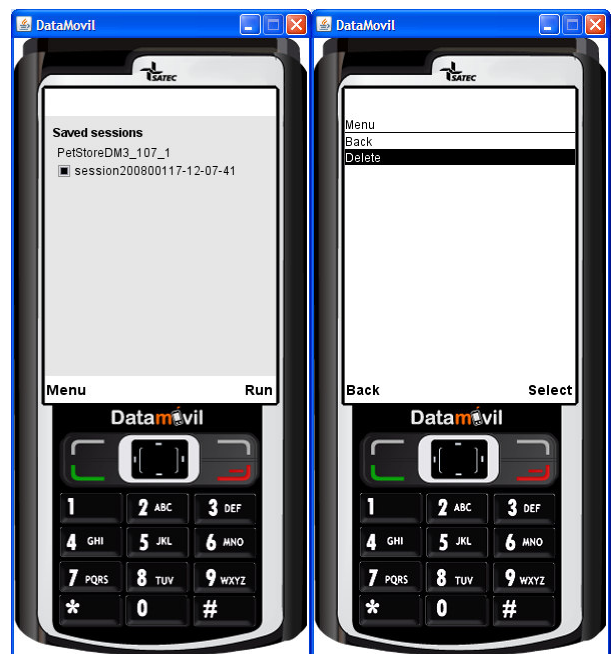 DataMovil
SATEC
Saved sessions
PetStoreDM3_107_1
session200800117-12-07-41
Menu Run
Datamóvil
1 2 ABC 3 DEF
4 GHI 5 JKL 6 MNO
7 PQRS 8 TUV 9 WXYZ
* 0 #
DataMovil
SATEC
Menu
Back
Delete
Back Select
Datamóvil
1 2 ABC 3 DEF
4 GHI 5 JKL 6 MNO
7 PQRS 8 TUV 9 WXYZ
* 0 #